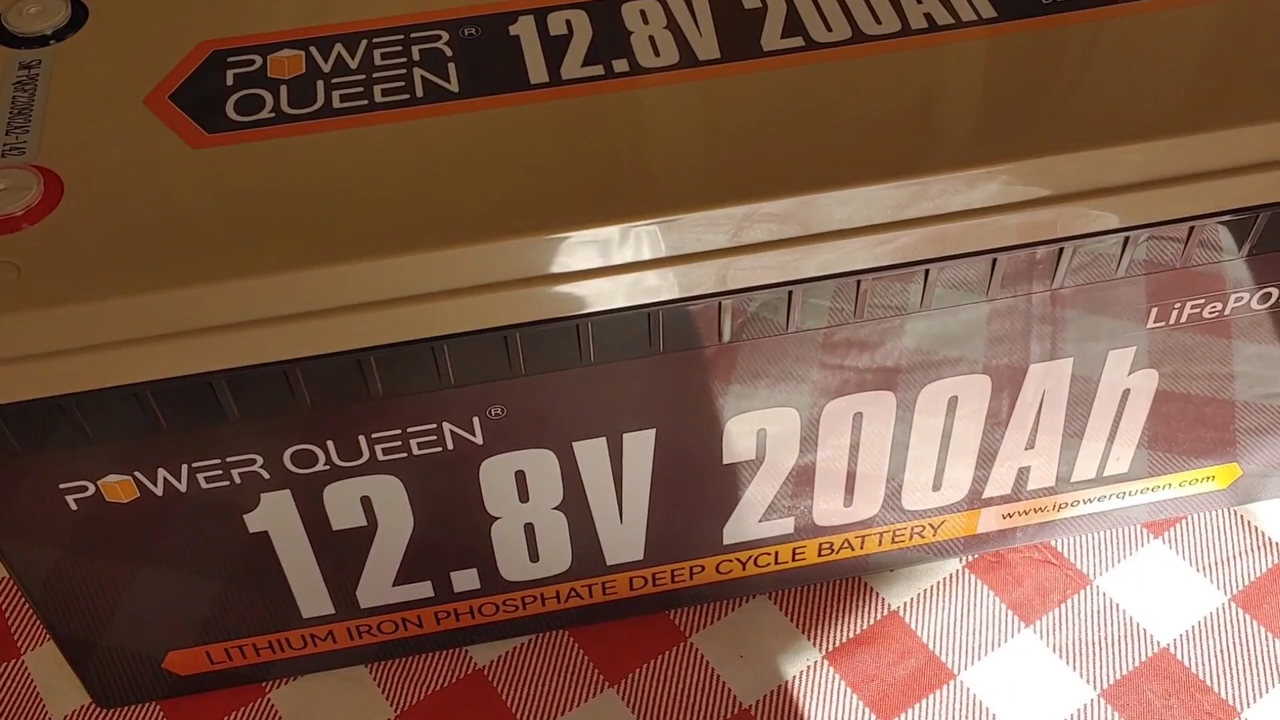 POWER QUEEN® 12.8V 200Ah
LiFePO
POWER QUEEN®
12.8V 200Ah
www.ipowerqueen.com
LITHIUM IRON PHOSPHATE DEEP CYCLE BATTERY